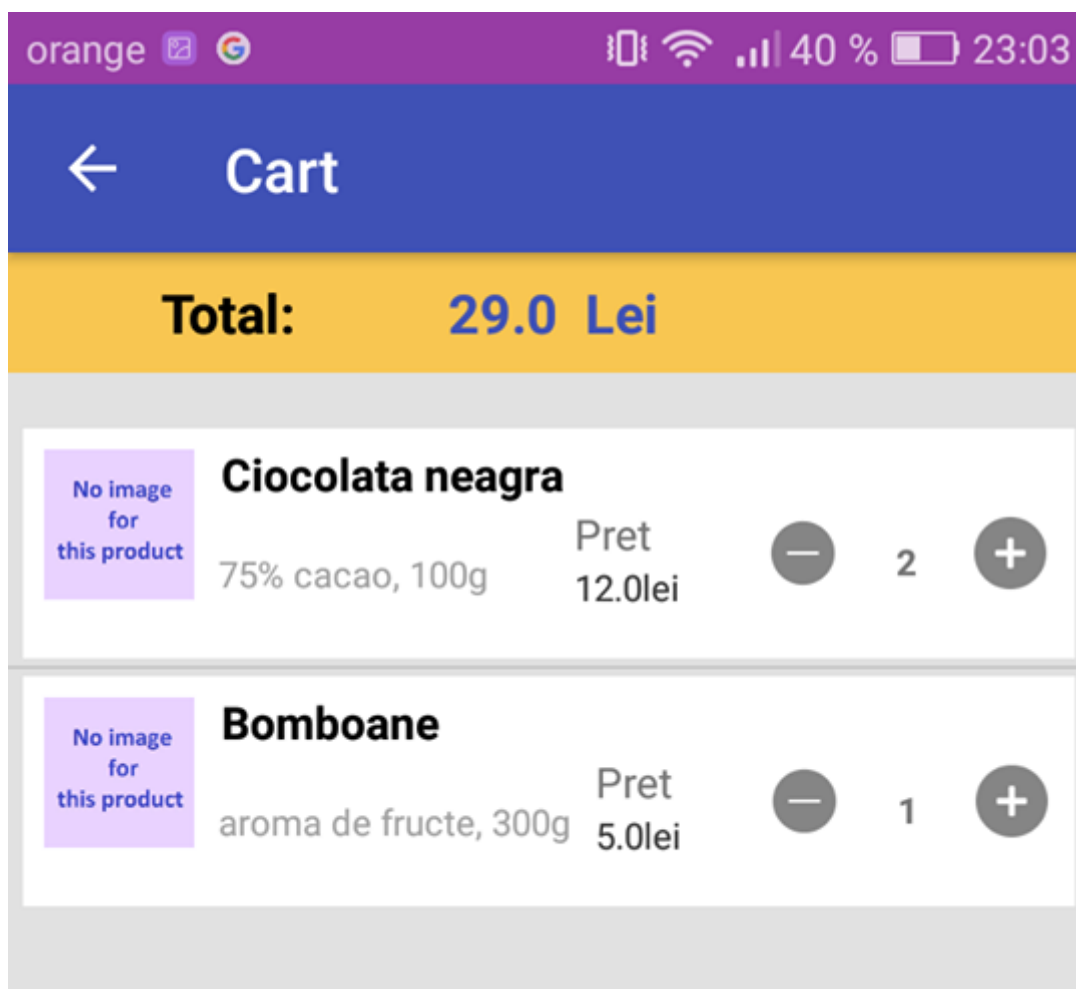 orange 40 % 23:03
Cart
Total: 29.0 Lei
No image
for
this product
Ciocolata neagra
75% cacao, 100g
Pret
12.0lei
2
No image
for
this product
Bomboane
aroma de fructe, 300g
Pret
5.0lei
1